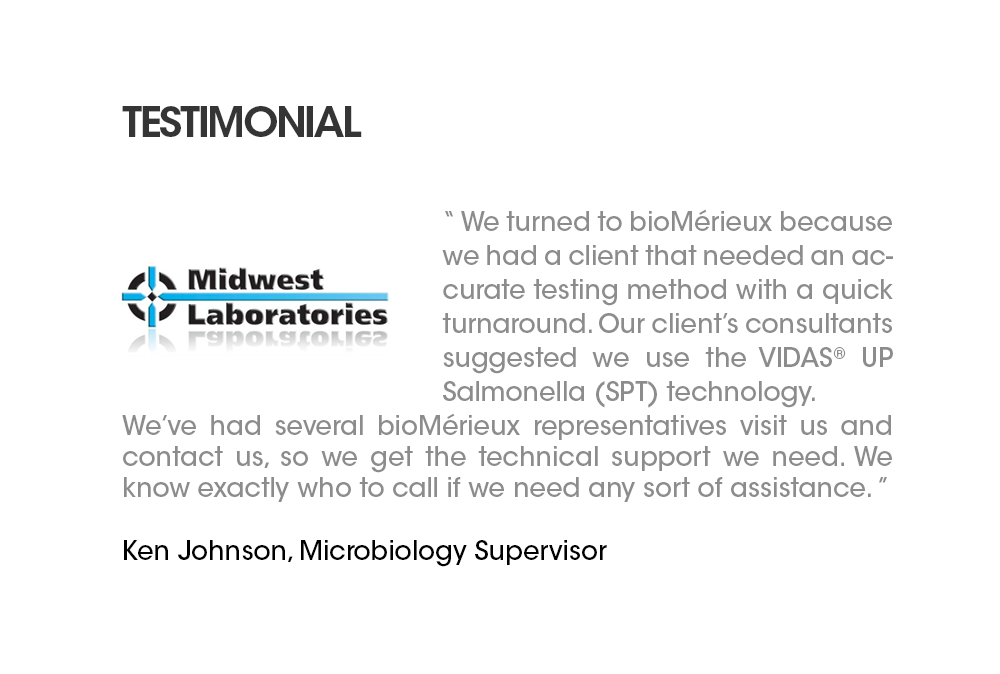 TESTIMONIAL
Midwest
Laboratories
“ We turned to bioMérieux because
we had a client that needed an ac-
curate testing method with a quick
turnaround. Our client’s consultants
suggested we use the VIDAS® UP
Salmonella (SPT) technology.
We’ve had several bioMérieux representatives visit us and
contact us, so we get the technical support we need. We
know exactly who to call if we need any sort of assistance. ”
Ken Johnson, Microbiology Supervisor